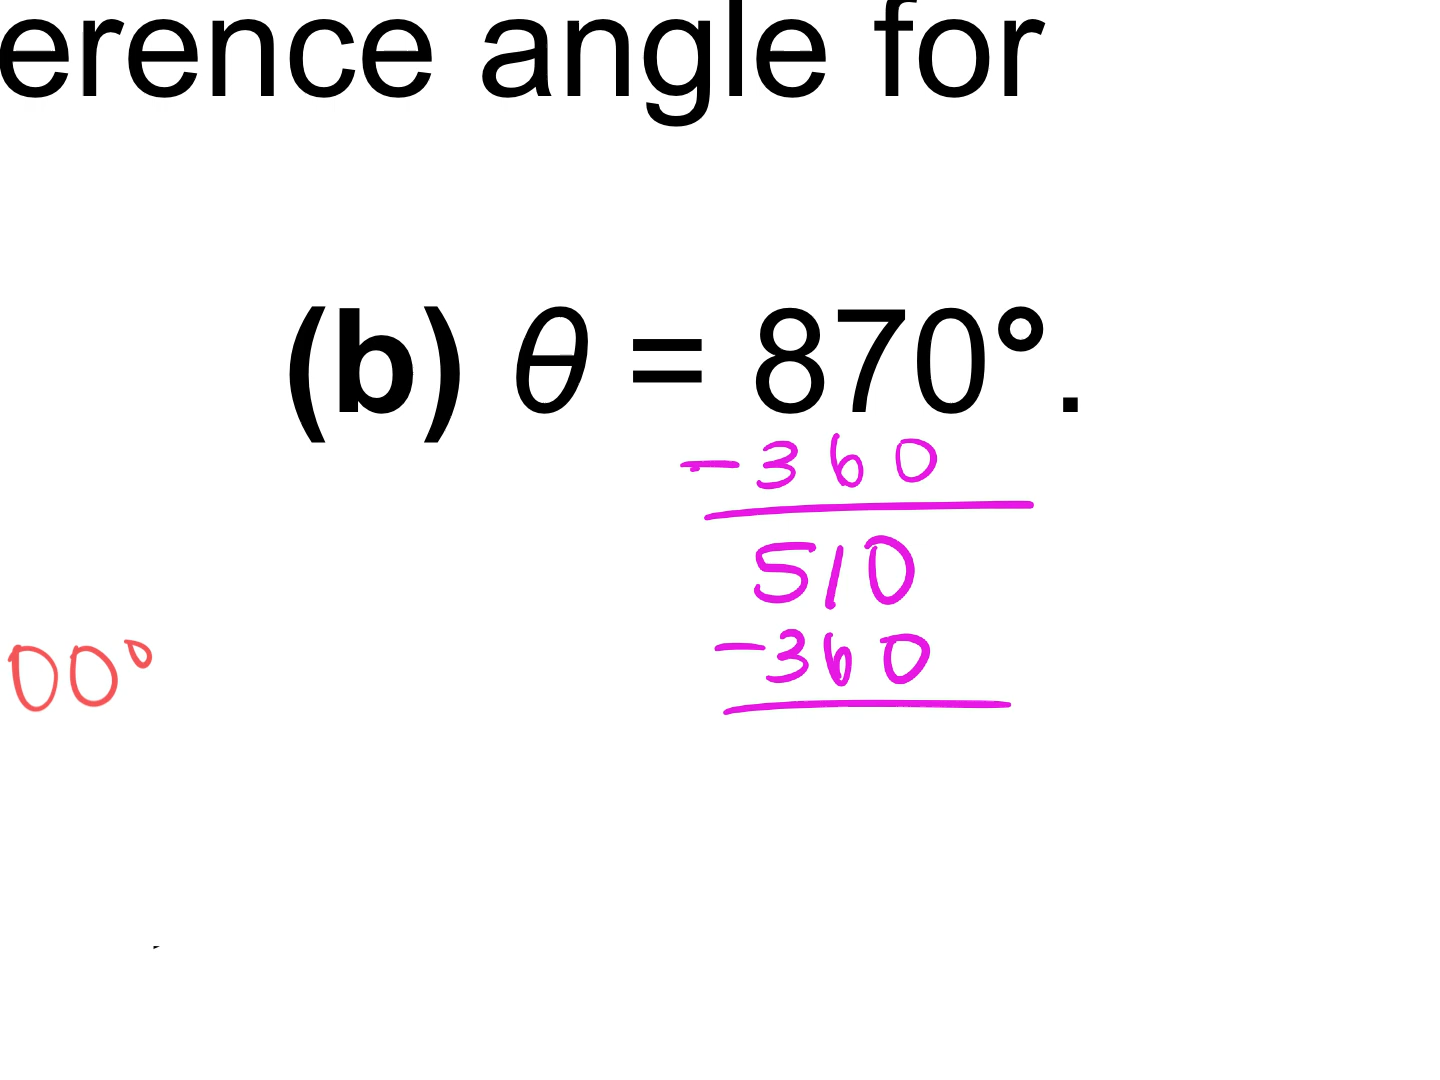 erence angle for
(b) θ = 870°.
-360
510
-360
00°